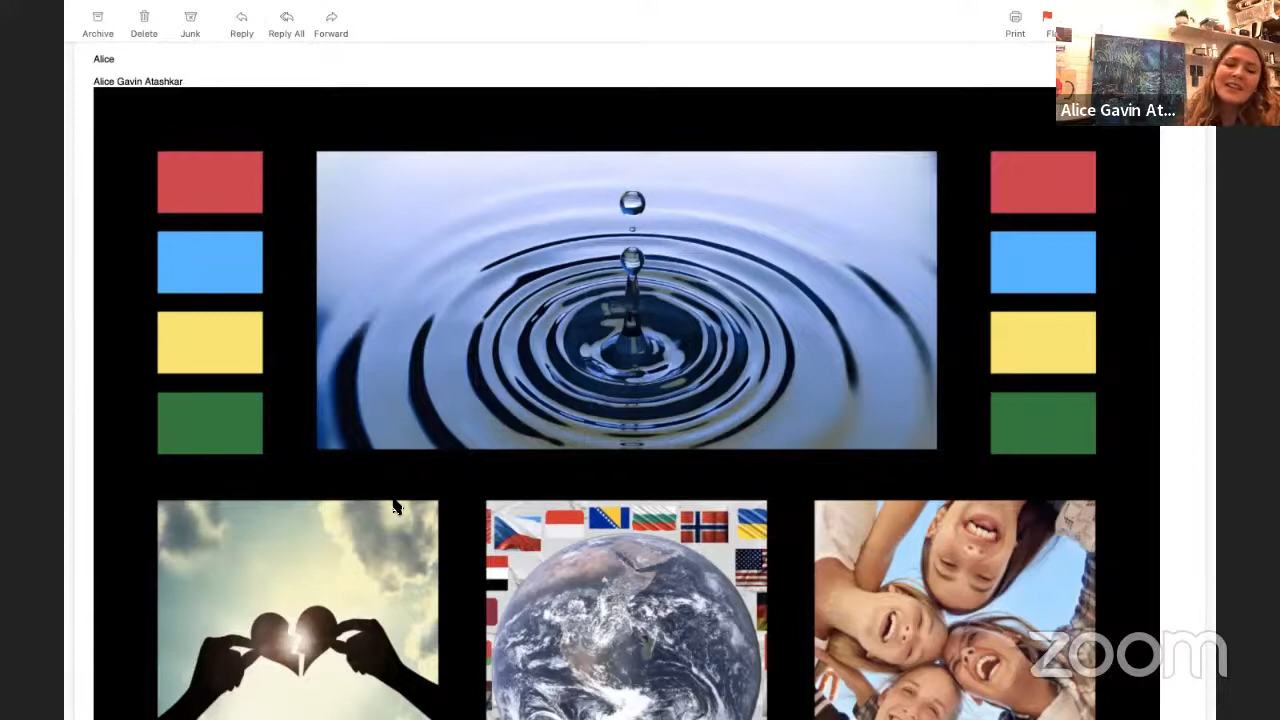 Archive
Delete
Junk
Reply
Reply All
Forward
Print
Alice
Alice Gavin Atashkar
Alice Gavin At...
zoom